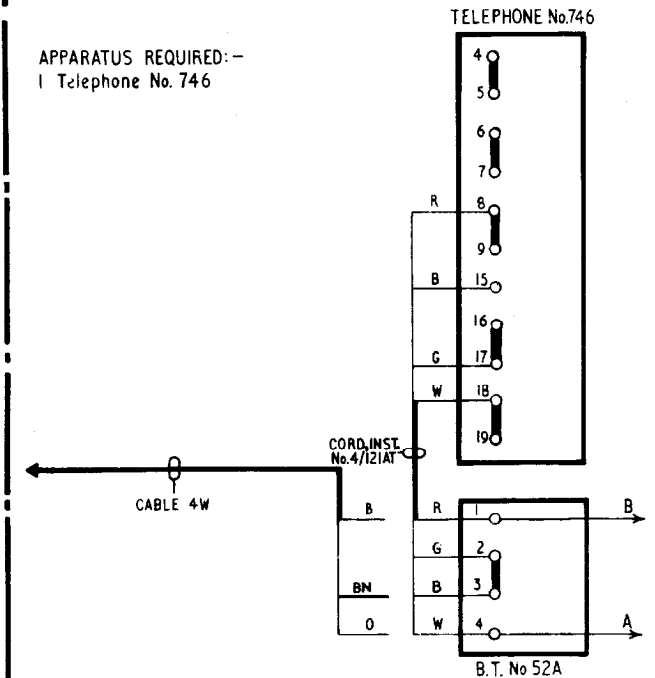 TELEPHONE No.746
APPARATUS REQUIRED:-
1 Telephone No. 746
4
5
6
7
R 8
9
B 15
16
G 17
W 18
19
CORD, INST.
No. 4/121AT
CABLE 4W
B R 1 B
G 2
BN B 3
O W 4 A
B.T. No 52A